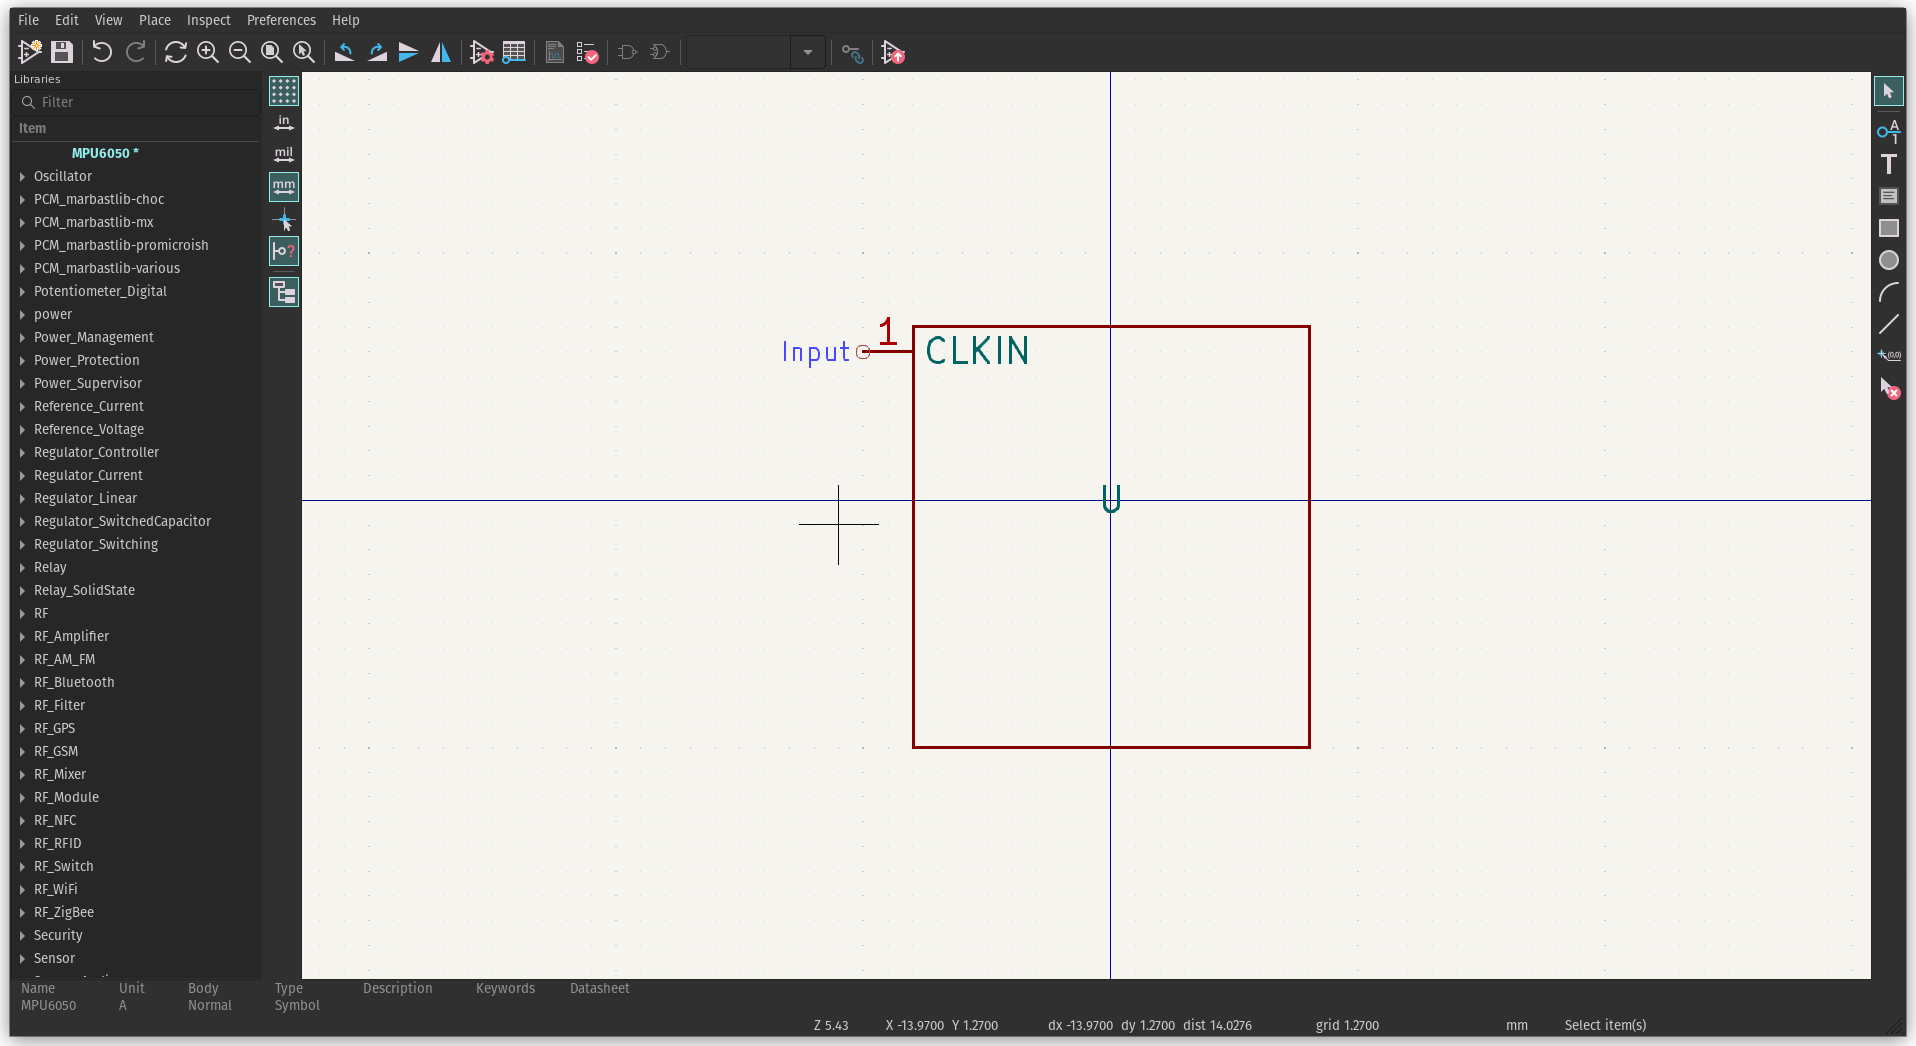 File Edit View Place Inspect Preferences Help
Libraries
Filter
Item
MPU6050 *
Oscillator
PCM_marbastlib-choc
PCM_marbastlib-mx
PCM_marbastlib-promicroish
PCM_marbastlib-various
Potentiometer_Digital
power
Power_Management
Power_Protection
Power_Supervisor
Reference_Current
Reference_Voltage
Regulator_Controller
Regulator_Current
Regulator_Linear
Regulator_SwitchedCapacitor
Regulator_Switching
Relay
Relay_SolidState
RF
RF_Amplifier
RF_AM_FM
RF_Bluetooth
RF_Filter
RF_GPS
RF_GSM
RF_Mixer
RF_Module
RF_NFC
RF_RFID
RF_Switch
RF_WiFi
RF_ZigBee
Security
Sensor
in
mil
mm
?
Input 1 CLKIN
U
A
1
T
(0,0)
Name Unit Body Type Description Keywords Datasheet
MPU6050 A Normal Symbol
Z 5.43 X -13.9700 Y 1.2700 dx -13.9700 dy 1.2700 dist 14.0276 grid 1.2700 mm Select item(s)